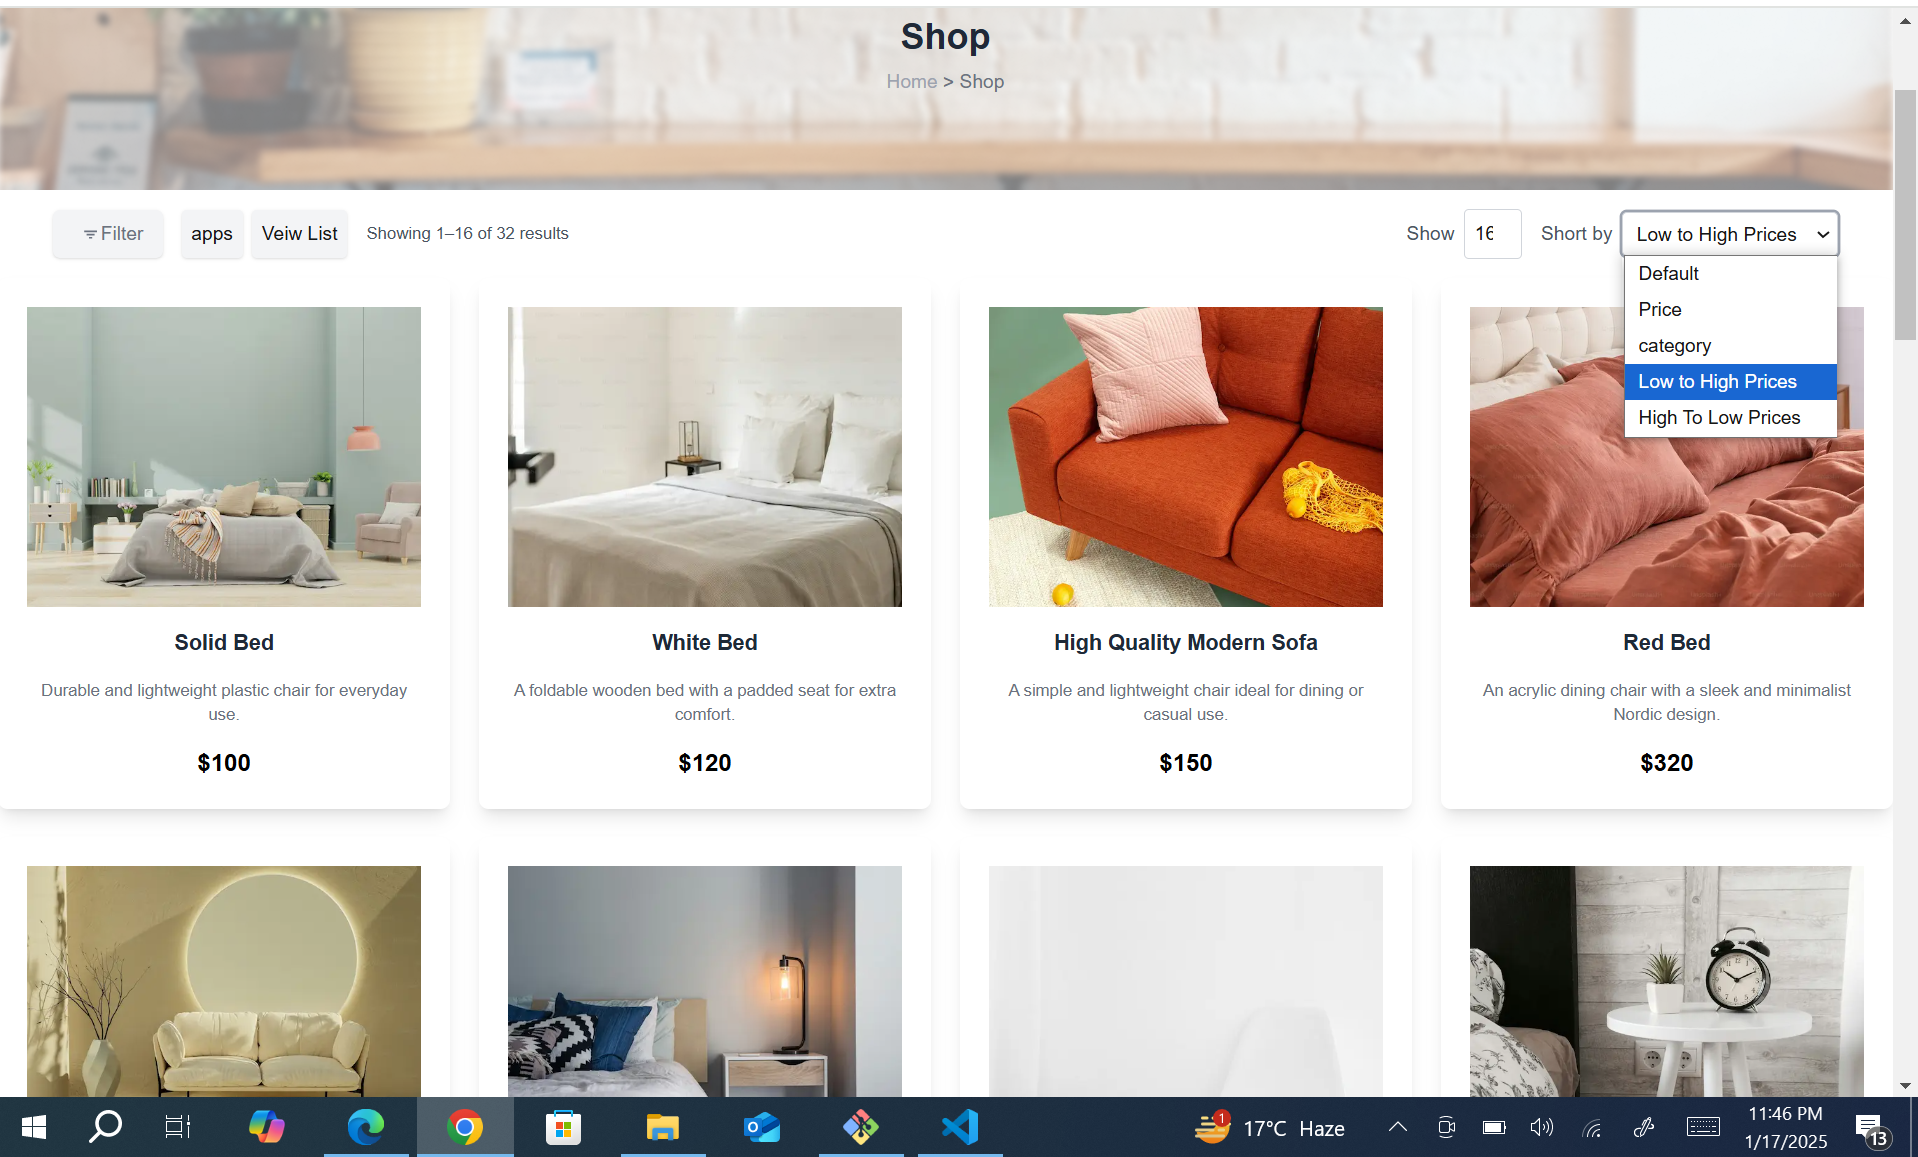 Shop
Home > Shop
Filter
apps
Veiw List
Showing 1–16 of 32 results
Show
16
Short by
Low to High Prices
Default
Price
category
Low to High Prices
High To Low Prices
Solid Bed
Durable and lightweight plastic chair for everyday
use.
$100
White Bed
A foldable wooden bed with a padded seat for extra
comfort.
$120
High Quality Modern Sofa
A simple and lightweight chair ideal for dining or
casual use.
$150
Red Bed
An acrylic dining chair with a sleek and minimalist
Nordic design.
$320
1
17°C Haze
11:46 PM
1/17/2025
13